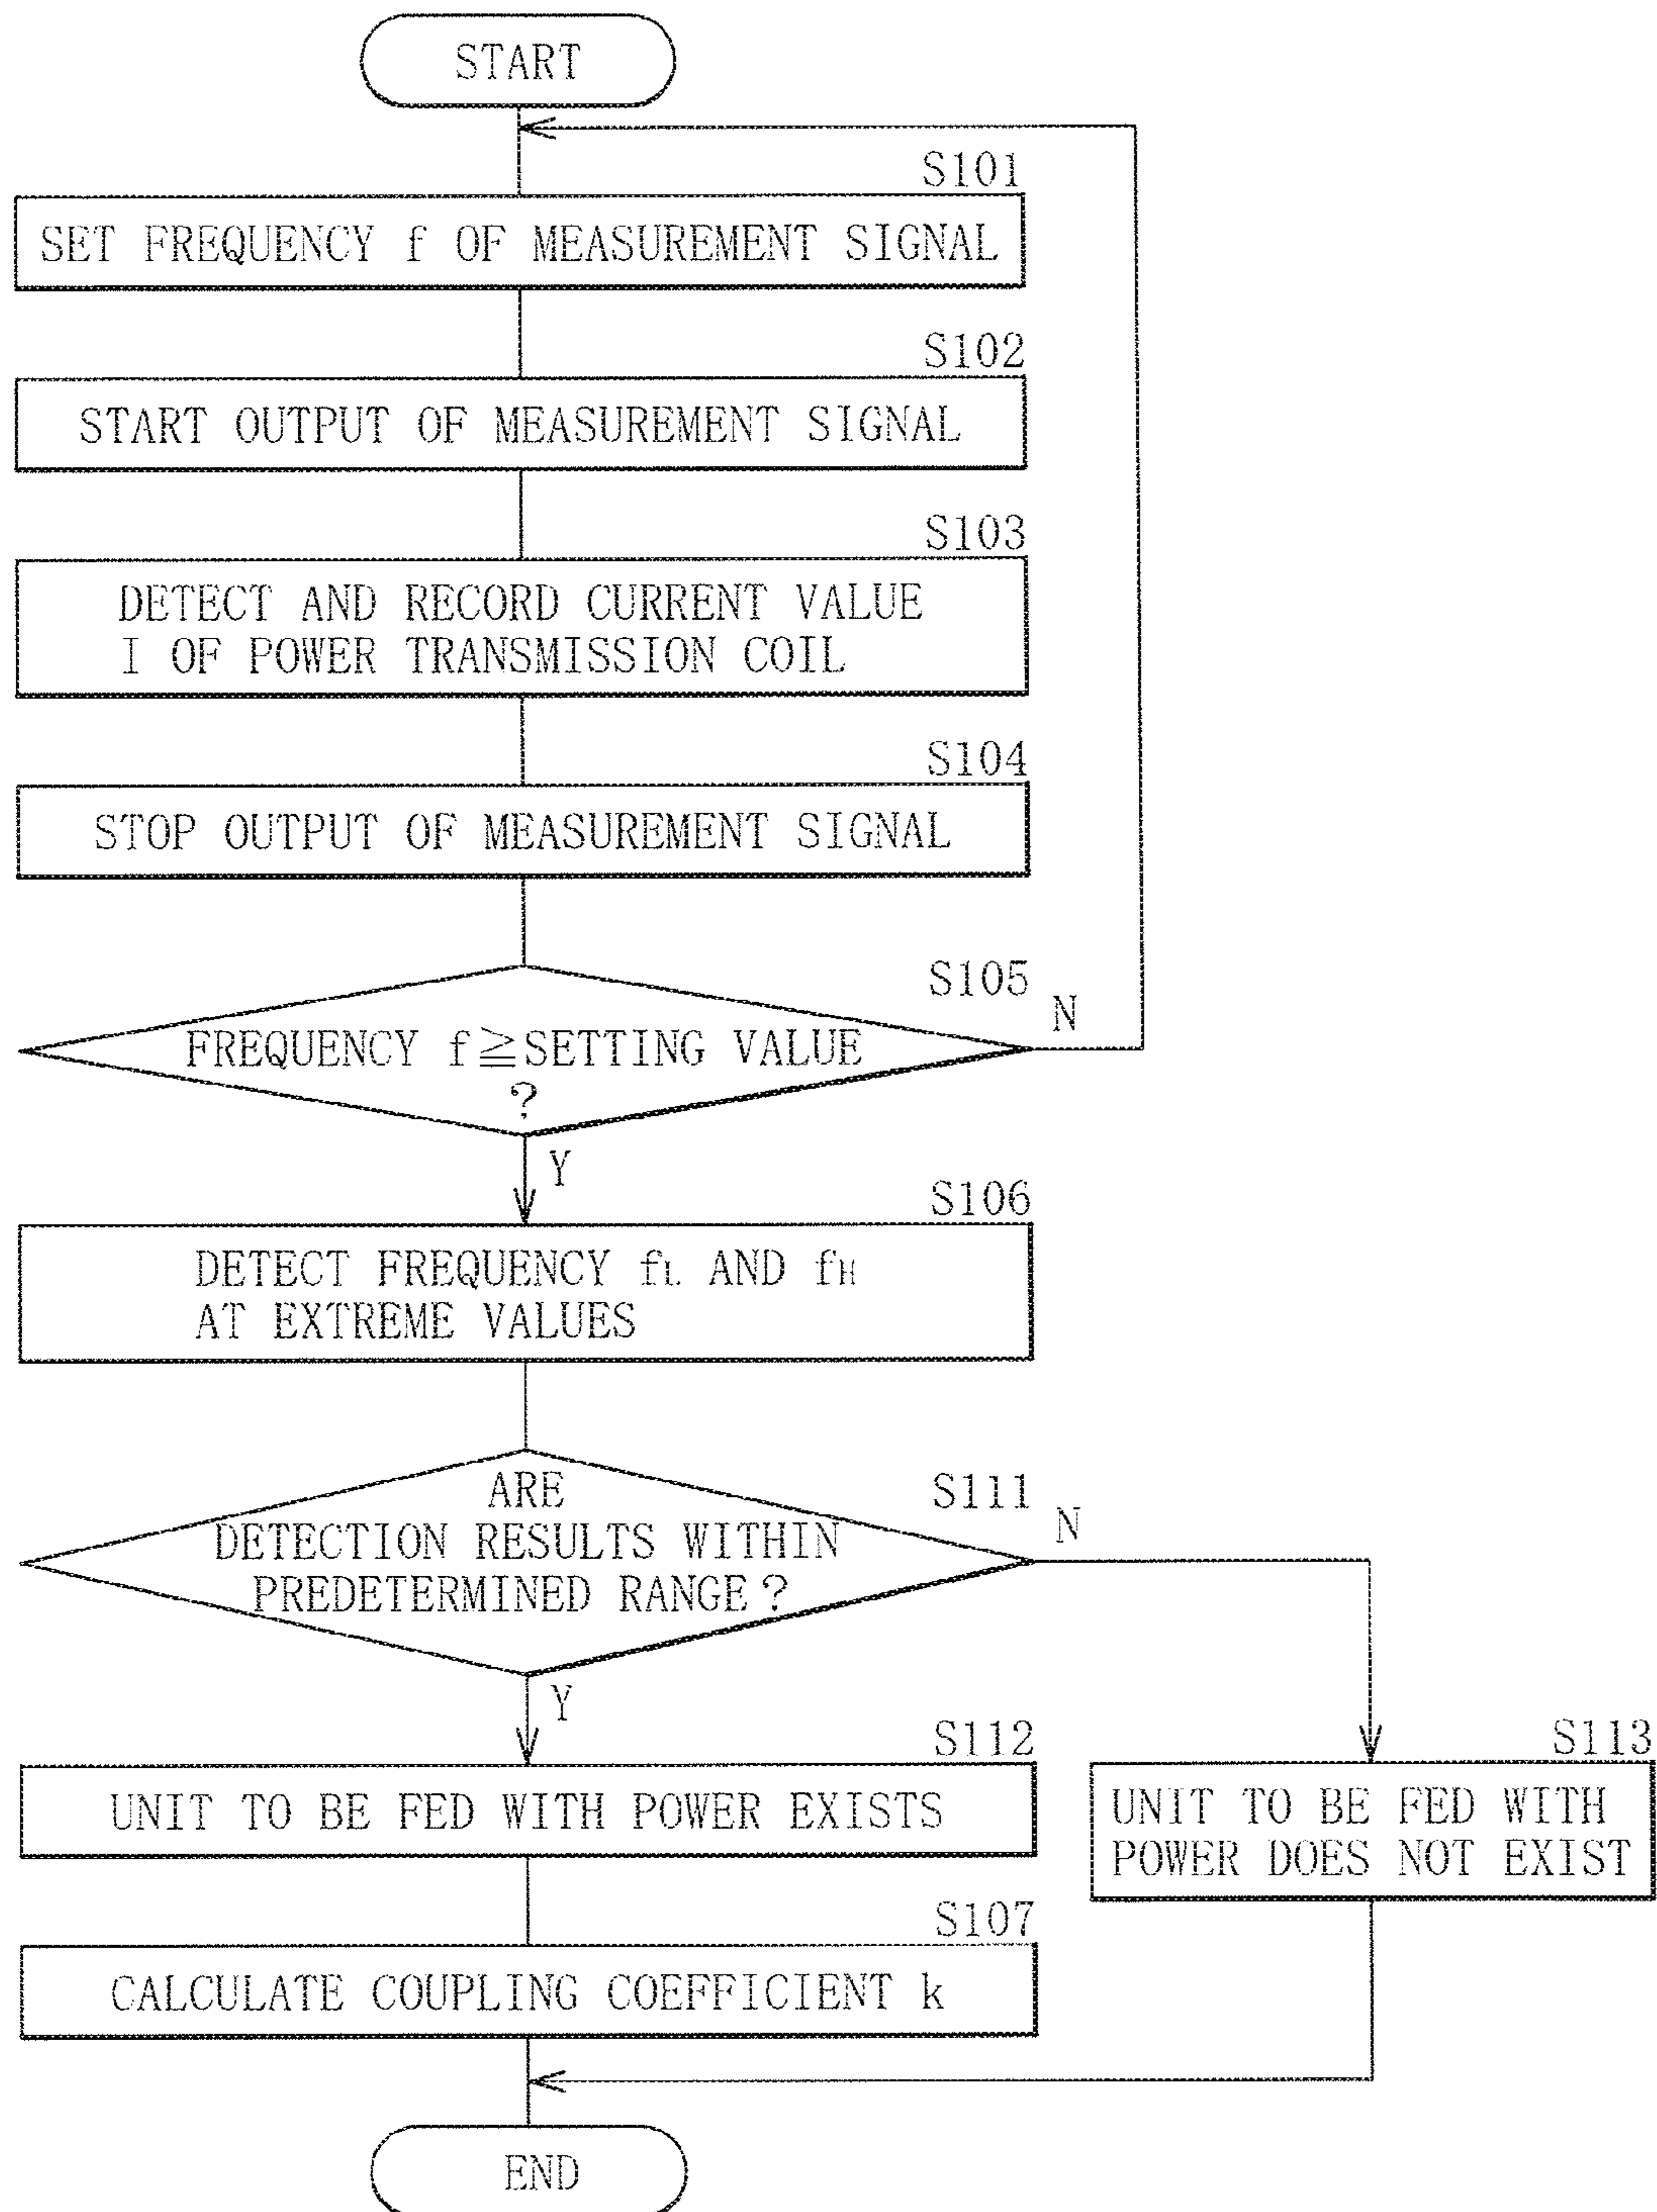 START
S101
SET FREQUENCY f OF MEASUREMENT SIGNAL
S102
START OUTPUT OF MEASUREMENT SIGNAL
S103
DETECT AND RECORD CURRENT VALUE
I OF POWER TRANSMISSION COIL
S104
STOP OUTPUT OF MEASUREMENT SIGNAL
S105
N
FREQUENCY f≧SETTING VALUE
?
Y
S106
DETECT FREQUENCY fL AND fH
AT EXTREME VALUES
S111
N
ARE
DETECTION RESULTS WITHIN
PREDETERMINED RANGE?
Y
S112
UNIT TO BE FED WITH POWER EXISTS
S113
UNIT TO BE FED WITH
POWER DOES NOT EXIST
S107
CALCULATE COUPLING COEFFICIENT k
END